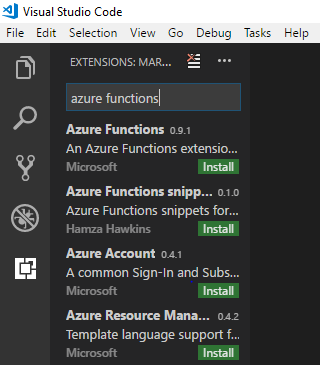 Visual Studio Code
File Edit Selection View Go Debug Tasks Help
EXTENSIONS: MAR...
azure functions
Azure Functions 0.9.1
An Azure Functions extensio...
Microsoft Install
Azure Functions snipp... 0.1.0
Azure Functions snippets for...
Hamza Hawkins Install
Azure Account 0.4.1
A common Sign-In and Subs...
Microsoft Install
Azure Resource Mana... 0.4.2
Template language support f...
Microsoft Install